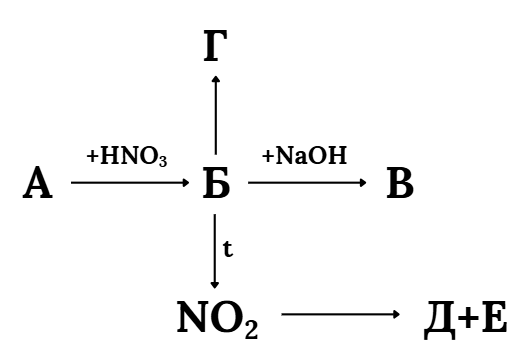 Г
+HNO₃ +NaOH
А Б В
t
NO₂ Д+Е